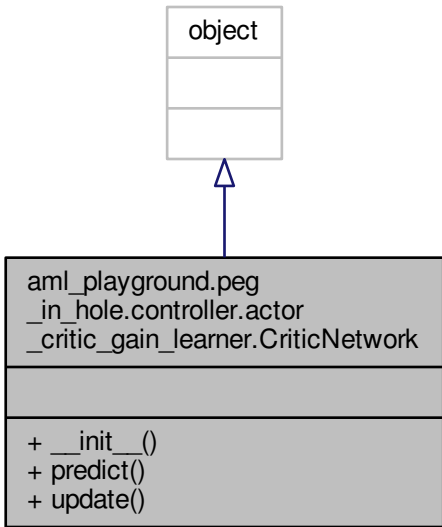 object
aml_playground.peg
_in_hole.controller.actor
_critic_gain_learner.CriticNetwork
+ __init__()
+ predict()
+ update()